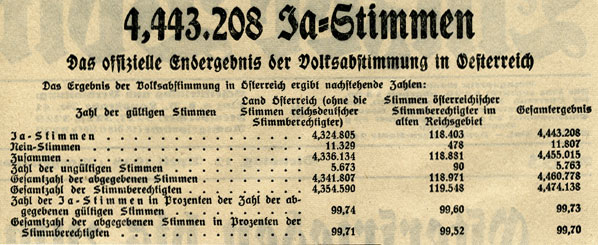 4,443.208 Ja-Stimmen
Das offizielle Endergebnis der Volksabstimmung in Oesterreich
Das Ergebnis der Volksabstimmung in Österreich ergibt nachstehende Zahlen:
Zahl der gültigen Stimmen Land Österreich (ohne die Stimmen reichsdeutscher Stimmberechtigter) Stimmen österreichischer Stimmberechtigter im alten Reichsgebiet Gesamtergebnis
Ja-Stimmen 4,324.805 118.403 4,443.208
Nein-Stimmen 11.329 478 11.807
Zusammen 4,336.134 118.881 4,455.015
Zahl der ungültigen Stimmen 5.673 90 5.763
Gesamtzahl der abgegebenen Stimmen 4,341.807 118.971 4,460.778
Gesamtzahl der Stimmberechtigten 4,354.590 119.548 4,474.138
Zahl der Ja-Stimmen in Prozenten der Zahl der ab-
gegebenen gültigen Stimmen 99,74 99,60 99,73
Gesamtzahl der abgegebenen Stimmen in Prozenten der
Stimmberechtigten 99,71 99,52 99,70